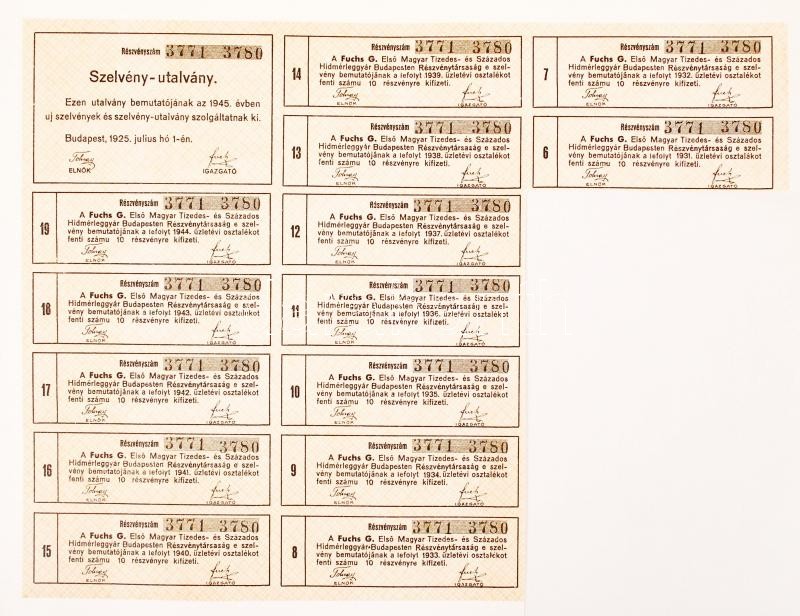 Részvényszám 3771 3780
Szelvény-utalvány.
Ezen utalvány bemutatójának az 1945. évben
uj szelvények és szelvény-utalvány szolgáltatnak ki.
Budapest, 1925. julius hó 1-én.
ELNÖK IGAZGATÓ
19
Részvényszám 3771 3780
A Fuchs G. Első Magyar Tizedes- és Százados
Hidmérleggyár Budapesten Részvénytársaság e szel-
vény bemutatójának a lefolyt 1944. üzletévi osztalékot
fenti számu 10 részvényre kifizeti.
ELNÖK IGAZGATÓ
18
Részvényszám 3771 3780
A Fuchs G. Első Magyar Tizedes- és Százados
Hidmérleggyár Budapesten Részvénytársaság e szel-
vény bemutatójának a lefolyt 1943. üzletévi osztalékot
fenti számu 10 részvényre kifizeti.
ELNÖK IGAZGATÓ
17
Részvényszám 3771 3780
A Fuchs G. Első Magyar Tizedes- és Százados
Hidmérleggyár Budapesten Részvénytársaság e szel-
vény bemutatójának a lefolyt 1942. üzletévi osztalékot
fenti számu 10 részvényre kifizeti.
ELNÖK IGAZGATÓ
16
Részvényszám 3771 3780
A Fuchs G. Első Magyar Tizedes- és Százados
Hidmérleggyár Budapesten Részvénytársaság e szel-
vény bemutatójának a lefolyt 1941. üzletévi osztalékot
fenti számu 10 részvényre kifizeti.
ELNÖK IGAZGATÓ
15
Részvényszám 3771 3780
A Fuchs G. Első Magyar Tizedes- és Százados
Hidmérleggyár Budapesten Részvénytársaság e szel-
vény bemutatójának a lefolyt 1940. üzletévi osztalékot
fenti számu 10 részvényre kifizeti.
ELNÖK IGAZGATÓ
14
Részvényszám 3771 3780
A Fuchs G. Első Magyar Tizedes- és Százados
Hidmérleggyár Budapesten Részvénytársaság e szel-
vény bemutatójának a lefolyt 1939. üzletévi osztalékot
fenti számu 10 részvényre kifizeti.
ELNÖK IGAZGATÓ
13
Részvényszám 3771 3780
A Fuchs G. Első Magyar Tizedes- és Százados
Hidmérleggyár Budapesten Részvénytársaság e szel-
vény bemutatójának a lefolyt 1938. üzletévi osztalékot
fenti számu 10 részvényre kifizeti.
ELNÖK IGAZGATÓ
12
Részvényszám 3771 3780
A Fuchs G. Első Magyar Tizedes- és Százados
Hidmérleggyár Budapesten Részvénytársaság e szel-
vény bemutatójának a lefolyt 1937. üzletévi osztalékot
fenti számu 10 részvényre kifizeti.
ELNÖK IGAZGATÓ
11
Részvényszám 3771 3780
A Fuchs G. Első Magyar Tizedes- és Százados
Hidmérleggyár Budapesten Részvénytársaság e szel-
vény bemutatójának a lefolyt 1936. üzletévi osztalékot
fenti számu 10 részvényre kifizeti.
ELNÖK IGAZGATÓ
10
Részvényszám 3771 3780
A Fuchs G. Első Magyar Tizedes- és Százados
Hidmérleggyár Budapesten Részvénytársaság e szel-
vény bemutatójának a lefolyt 1935. üzletévi osztalékot
fenti számu 10 részvényre kifizeti.
ELNÖK IGAZGATÓ
9
Részvényszám 3771 3780
A Fuchs G. Első Magyar Tizedes- és Százados
Hidmérleggyár Budapesten Részvénytársaság e szel-
vény bemutatójának a lefolyt 1934. üzletévi osztalékot
fenti számu 10 részvényre kifizeti.
ELNÖK IGAZGATÓ
8
Részvényszám 3771 3780
A Fuchs G. Első Magyar Tizedes- és Százados
Hidmérleggyár Budapesten Részvénytársaság e szel-
vény bemutatójának a lefolyt 1933. üzletévi osztalékot
fenti számu 10 részvényre kifizeti.
ELNÖK IGAZGATÓ
7
Részvényszám 3771 3780
A Fuchs G. Első Magyar Tizedes- és Százados
Hidmérleggyár Budapesten Részvénytársaság e szel-
vény bemutatójának a lefolyt 1932. üzletévi osztalékot
fenti számu 10 részvényre kifizeti.
ELNÖK IGAZGATÓ
6
Részvényszám 3771 3780
A Fuchs G. Első Magyar Tizedes- és Százados
Hidmérleggyár Budapesten Részvénytársaság e szel-
vény bemutatójának a lefolyt 1931. üzletévi osztalékot
fenti számu 10 részvényre kifizeti.
ELNÖK IGAZGATÓ